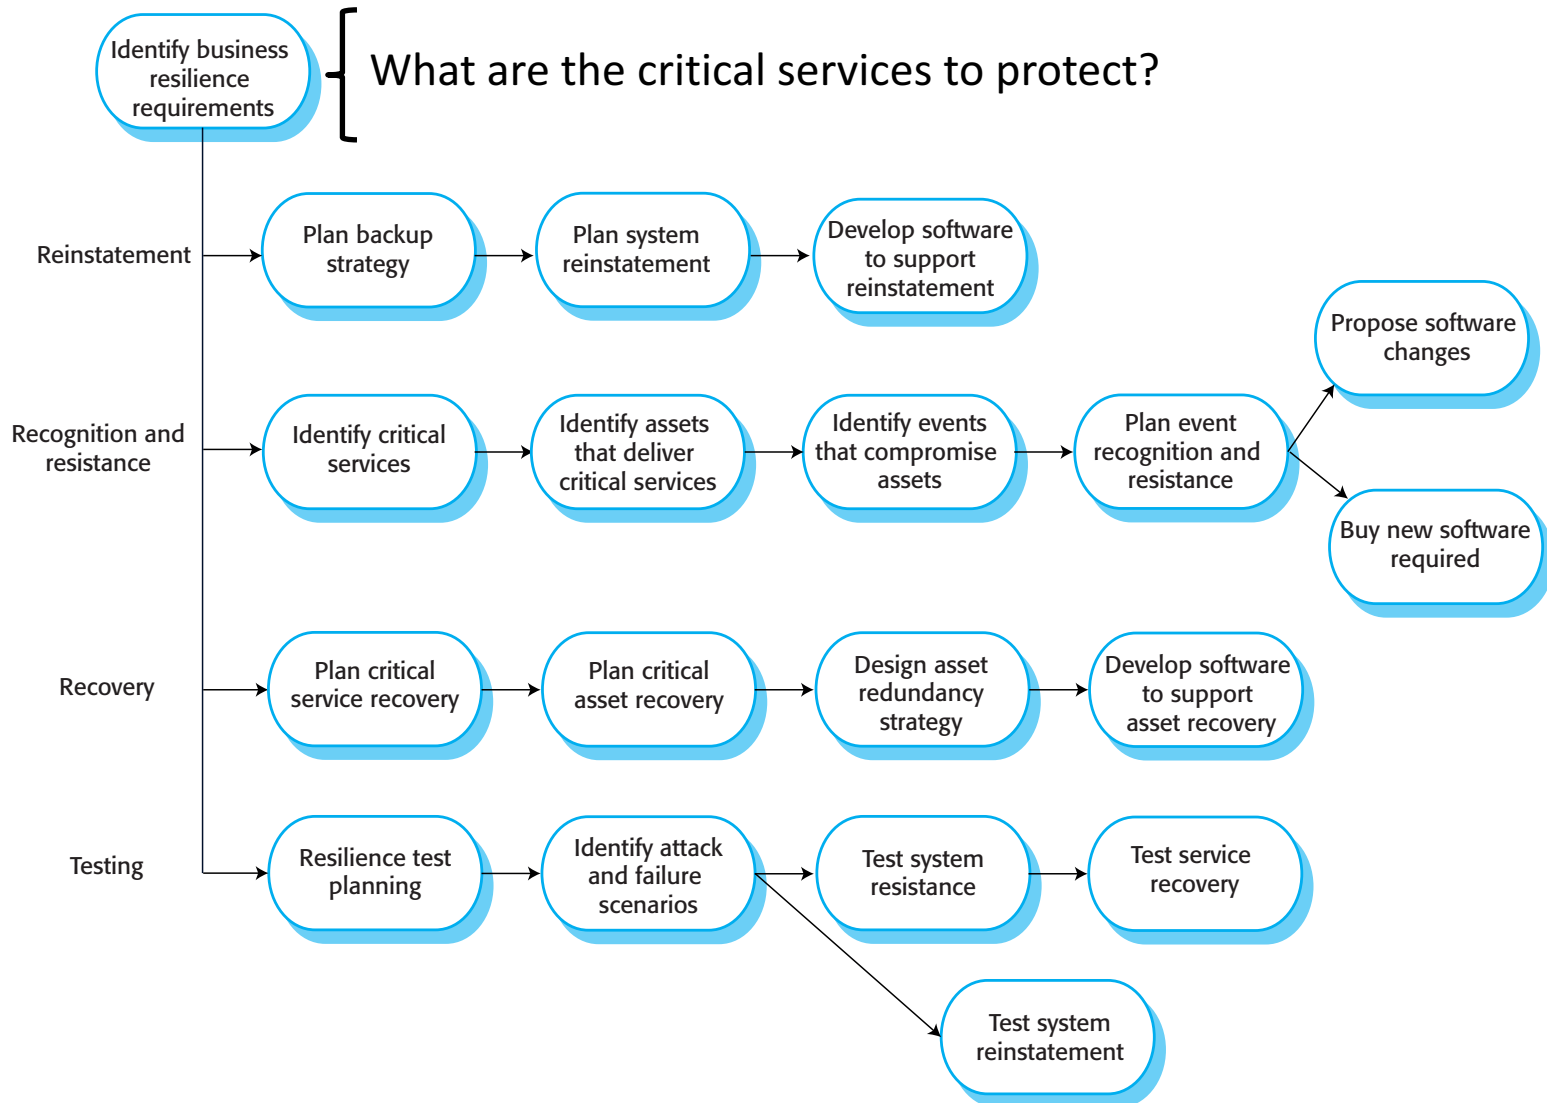 Identify business
resilience
requirements
What are the critical services to protect?
Reinstatement
Plan backup
strategy
Plan system
reinstatement
Develop software
to support
reinstatement
Propose software
changes
Recognition and
resistance
Identify critical
services
Identify assets
that deliver
critical services
Identify events
that compromise
assets
Plan event
recognition and
resistance
Buy new software
required
Recovery
Plan critical
service recovery
Plan critical
asset recovery
Design asset
redundancy
strategy
Develop software
to support
asset recovery
Testing
Resilience test
planning
Identify attack
and failure
scenarios
Test system
resistance
Test service
recovery
Test system
reinstatement